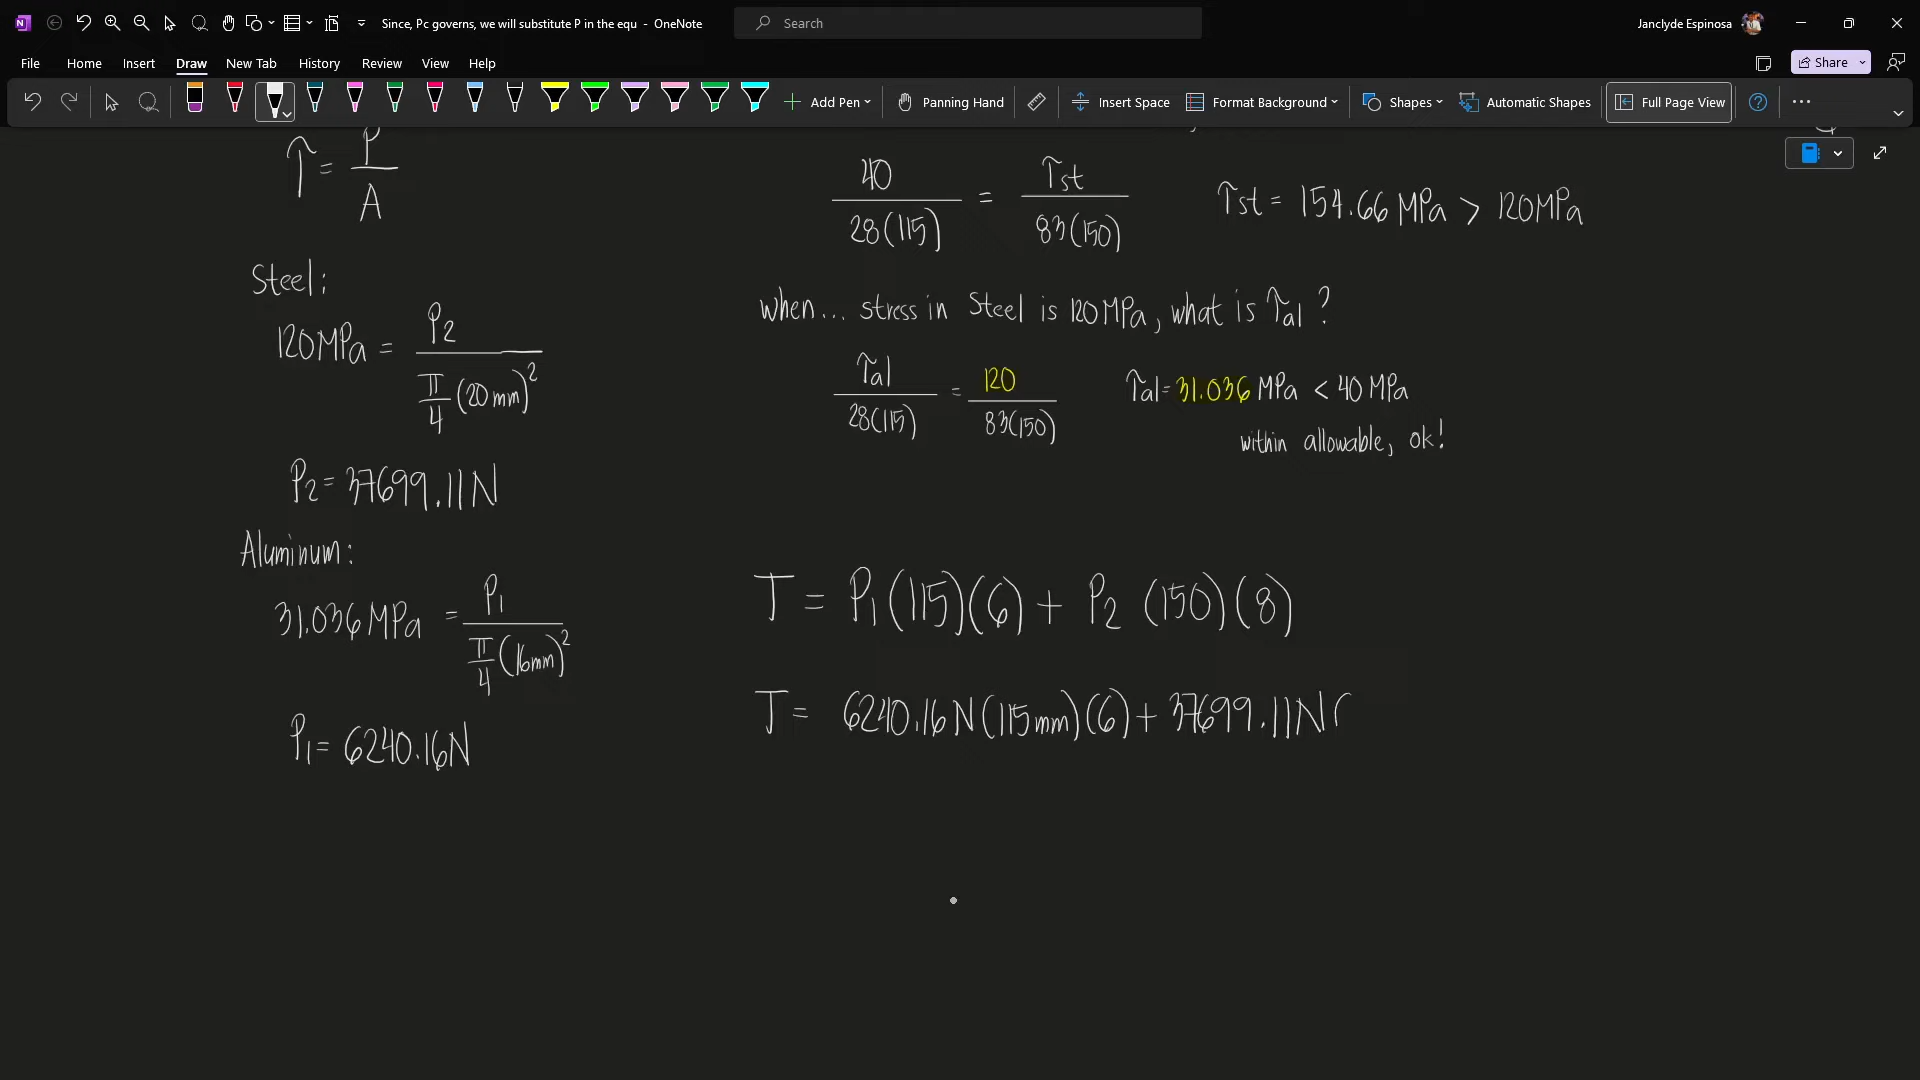 Since, Pc governs, we will substitute P in the equ - OneNote
Search
Janclyde Espinosa
File Home Insert Draw New Tab History Review View Help
Share
Add Pen Panning Hand Insert Space Format Background Shapes Automatic Shapes Full Page View
τ = P / A
Steel:
120MPa = P2 / π/4 (20mm)²
P2 = 37699.11N
Aluminum:
31.036 MPa = P1 / π/4 (16mm)²
P1 = 6240.16N
40 / 28(115) = τst / 83(150) τst = 154.66 MPa > 120MPa
when... stress in Steel is 120MPa, what is τal ?
τal / 28(115) = 120 / 83(150) τal = 31.036 MPa < 40 MPa
within allowable, ok!
T = P1 (115)(6) + P2 (150)(8)
T = 6240.16N(115mm)(6) + 37699.11N(